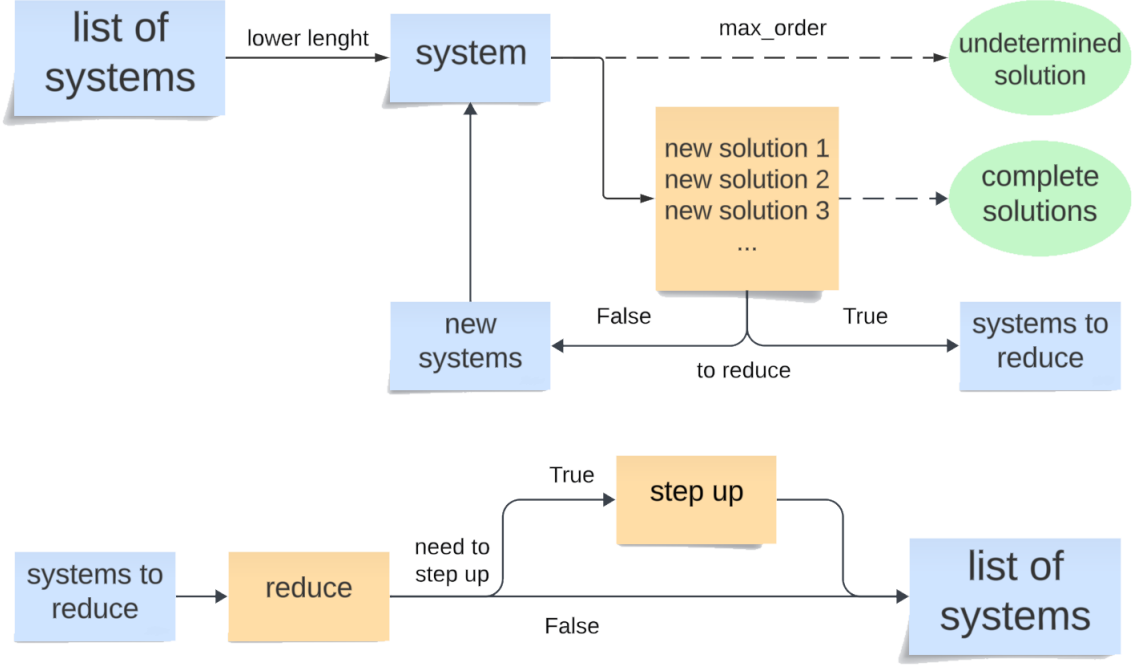 list of
systems
lower lenght
system
max_order
undetermined
solution
new solution 1
new solution 2
new solution 3
...
complete
solutions
False
True
to reduce
new
systems
systems to
reduce
True
step up
need to
step up
systems to
reduce
reduce
False
list of
systems